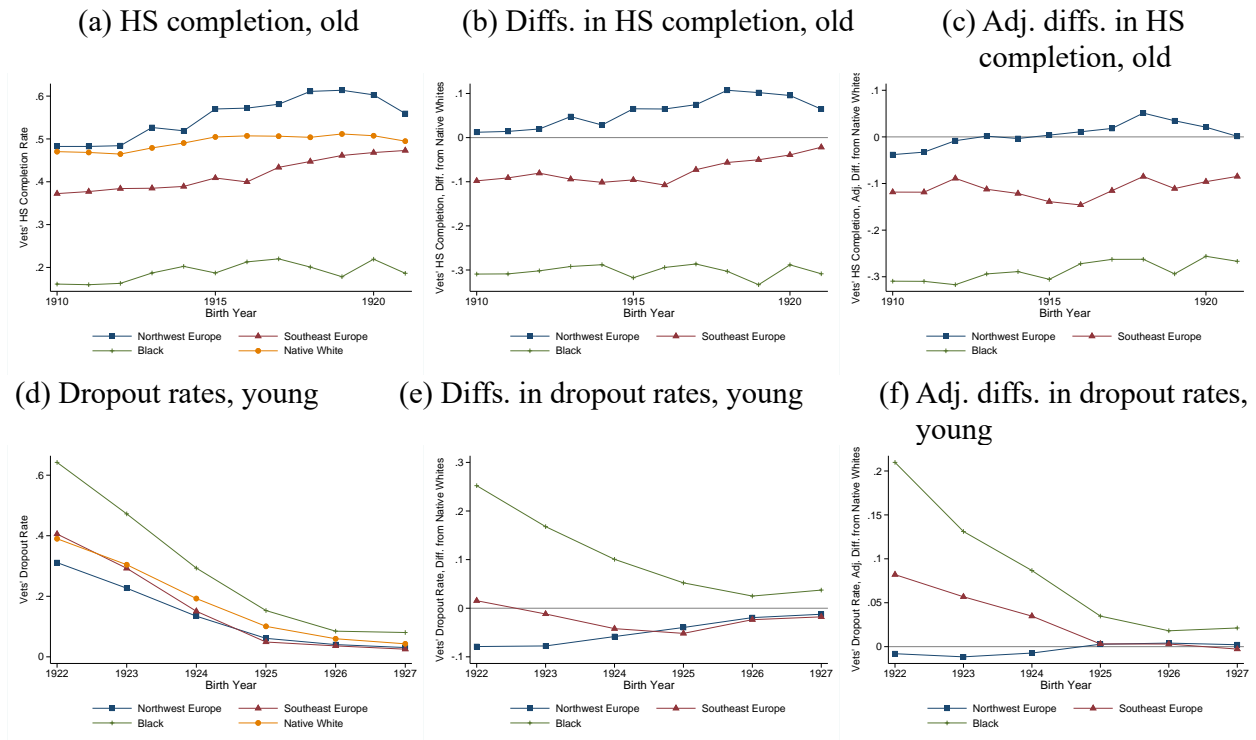 (a) HS completion, old
(b) Diffs. in HS completion, old
(c) Adj. diffs. in HS
completion, old
Vets' HS Completion Rate
.6
.5
.4
.3
.2
1910
1915
1920
Birth Year
Northwest Europe
Southeast Europe
Black
Native White
Vets' HS Completion, Diff. from Native Whites
.1
0
-.1
-.2
-.3
1910
1915
1920
Birth Year
Northwest Europe
Southeast Europe
Black
Vets' HS Completion, Adj. Diff. from Native Whites
.1
0
-.1
-.2
-.3
1910
1915
1920
Birth Year
Northwest Europe
Southeast Europe
Black
(d) Dropout rates, young
(e) Diffs. in dropout rates, young
(f) Adj. diffs. in dropout rates,
young
Vets' Dropout Rate
.6
.4
.2
0
1922
1923
1924
1925
1926
1927
Birth Year
Northwest Europe
Southeast Europe
Black
Native White
Vets' Dropout Rate, Diff. from Native Whites
.3
.2
.1
0
-.1
1922
1923
1924
1925
1926
1927
Birth Year
Northwest Europe
Southeast Europe
Black
Vets' Dropout Rate, Adj. Diff. from Native Whites
.2
.15
.1
.05
0
1922
1923
1924
1925
1926
1927
Birth Year
Northwest Europe
Southeast Europe
Black